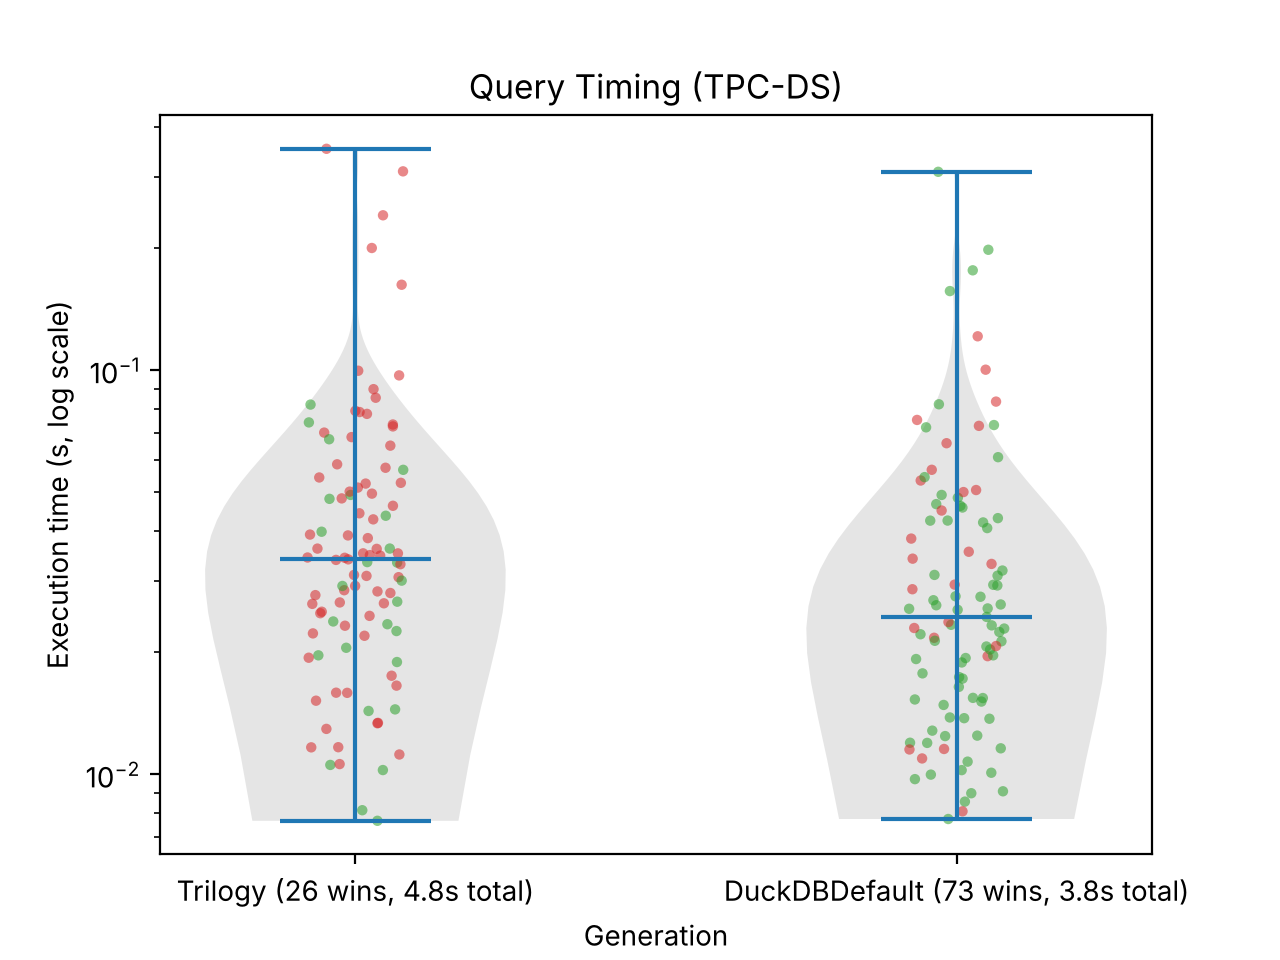 Query Timing (TPC-DS)
Execution time (s, log scale)
10⁻¹
10⁻²
Trilogy (26 wins, 4.8s total)
DuckDBDefault (73 wins, 3.8s total)
Generation